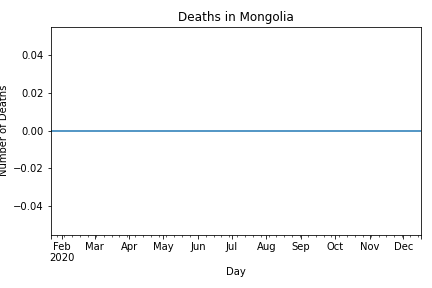 Deaths in Mongolia
Number of Deaths
0.04
0.02
0.00
−0.02
−0.04
Feb Mar Apr May Jun Jul Aug Sep Oct Nov Dec
2020
Day